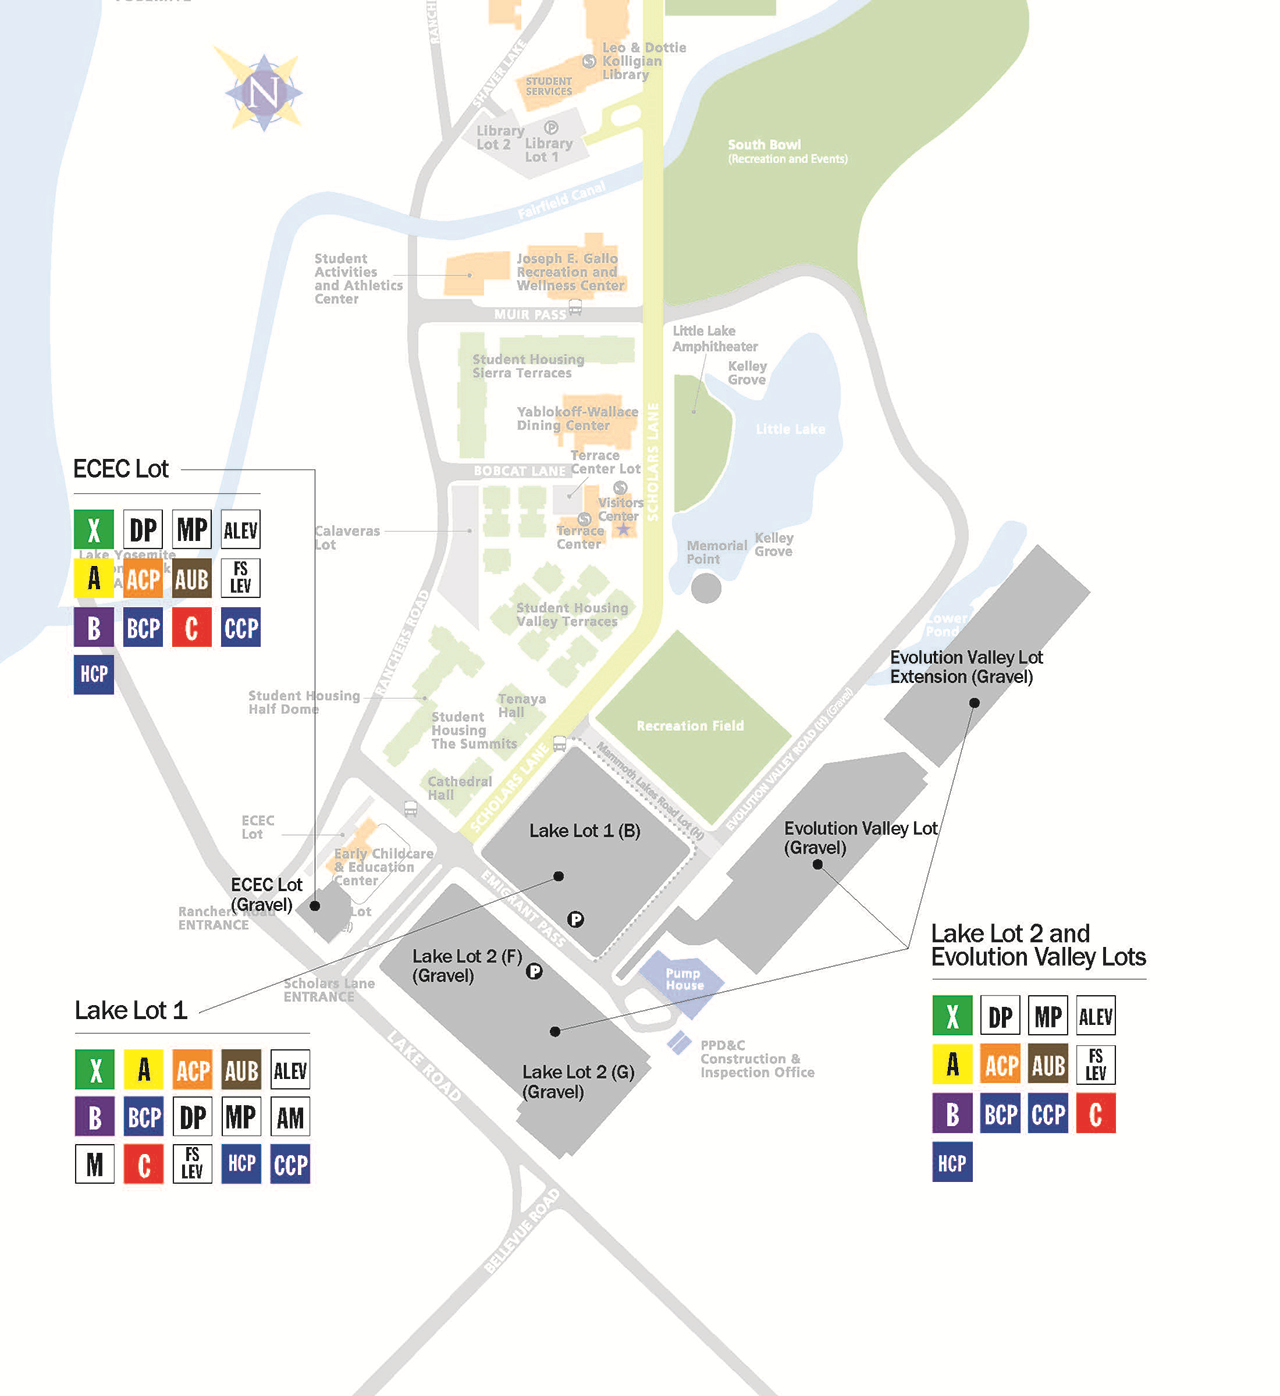 YOSEMITE
N
RANCH
SHAVER LAKE
Leo & Dottie
Kolligian
Library
STUDENT
SERVICES
Library
Lot 2
P
Library
Lot 1
South Bowl
(Recreation and Events)
Fairfield Canal
Student
Activities
and Athletics
Center
Joseph E. Gallo
Recreation and
Wellness Center
MUIR PASS
Little Lake
Amphitheater
Kelley
Grove
Student Housing
Sierra Terraces
Yablokoff-Wallace
Dining Center
Little Lake
SCHOLARS LANE
Terrace
Center Lot
BOBCAT LANE
Visitors
Center
Terrace
Center
Calaveras
Lot
Memorial
Point
Kelley
Grove
ECEC Lot
X DP MP ALEV
Lake Yosemite
A ACP AUB FS LEV
B BCP C CCP
HCP
Student Housing
Valley Terraces
RANCHERS ROAD
Lower
Pond
Evolution Valley Lot
Extension (Gravel)
Student Housing
Half Dome
Tenaya
Hall
Student
Housing
The Summits
Recreation Field
EVOLUTION VALLEY ROAD (H) (Gravel)
Mammoth Lakes Road Lot (H)
SCHOLARS LANE
Cathedral
Hall
ECEC
Lot
Lake Lot 1 (B)
Evolution Valley Lot
(Gravel)
Early Childcare
& Education
Center
ECEC Lot
(Gravel)
Lot
Ranchers Road
ENTRANCE
EMIGRANT PASS
P
Lake Lot 2 (F)
(Gravel)
P
Pump
House
Lake Lot 2 and
Evolution Valley Lots
X DP MP ALEV
A ACP AUB FS LEV
B BCP CCP C
HCP
Scholars Lane
ENTRANCE
Lake Lot 1
X A ACP AUB ALEV
B BCP DP MP AM
M C FS LEV HCP CCP
LAKE ROAD
PPD&C
Construction &
Inspection Office
Lake Lot 2 (G)
(Gravel)
BELLEVUE ROAD